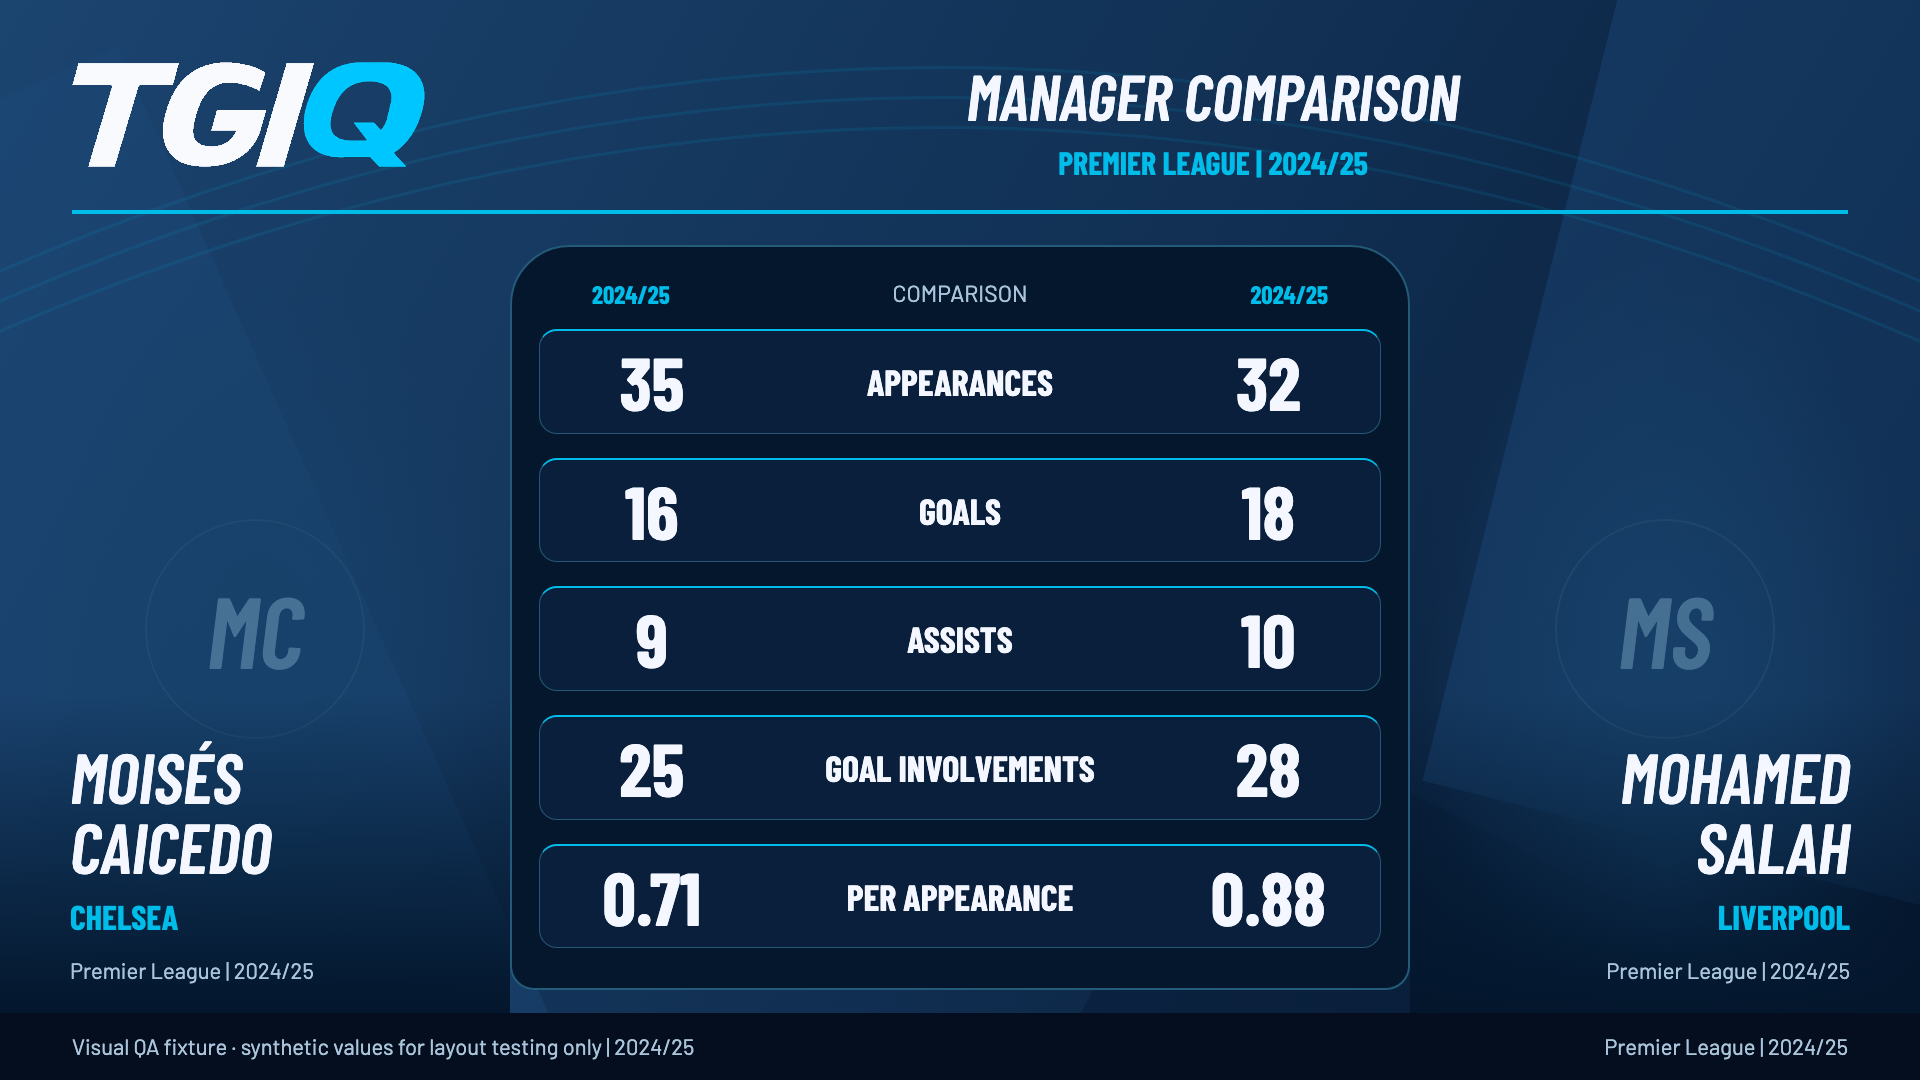 TGIQ
MANAGER COMPARISON
PREMIER LEAGUE | 2024/25
2024/25 COMPARISON 2024/25
35 APPEARANCES 32
16 GOALS 18
9 ASSISTS 10
25 GOAL INVOLVEMENTS 28
0.71 PER APPEARANCE 0.88
MC
MOISÉS
CAICEDO
CHELSEA
Premier League | 2024/25
MS
MOHAMED
SALAH
LIVERPOOL
Premier League | 2024/25
Visual QA fixture · synthetic values for layout testing only | 2024/25
Premier League | 2024/25